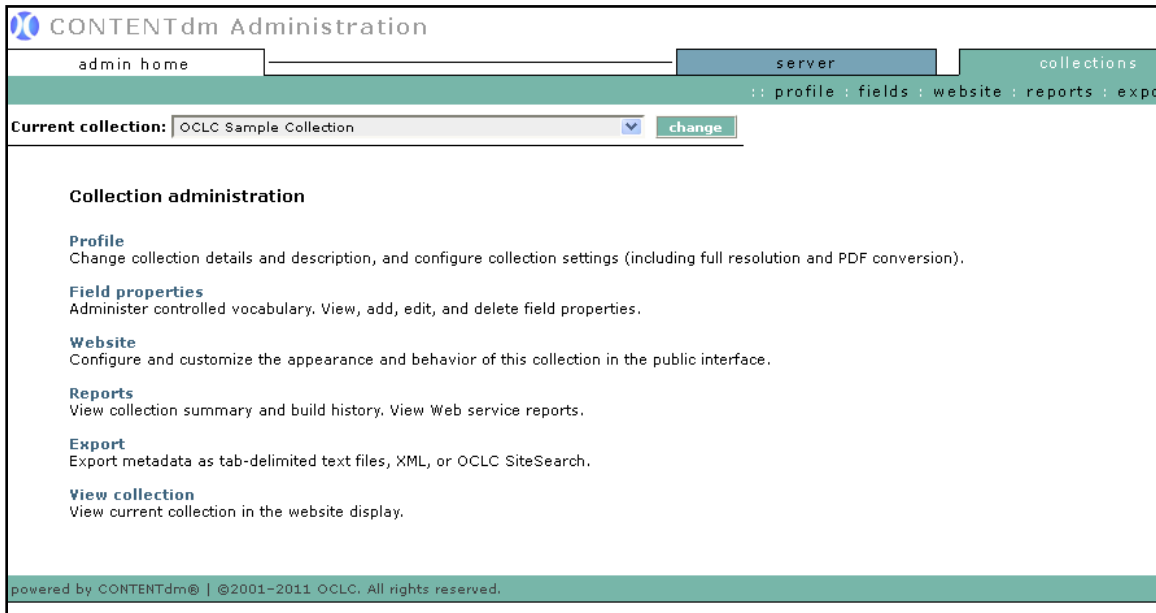 CONTENTdm Administration
admin home server collections
:: profile : fields : website : reports : expo
Current collection: OCLC Sample Collection change
Collection administration
Profile
Change collection details and description, and configure collection settings (including full resolution and PDF conversion).
Field properties
Administer controlled vocabulary. View, add, edit, and delete field properties.
Website
Configure and customize the appearance and behavior of this collection in the public interface.
Reports
View collection summary and build history. View Web service reports.
Export
Export metadata as tab-delimited text files, XML, or OCLC SiteSearch.
View collection
View current collection in the website display.
powered by CONTENTdm® | ©2001-2011 OCLC. All rights reserved.